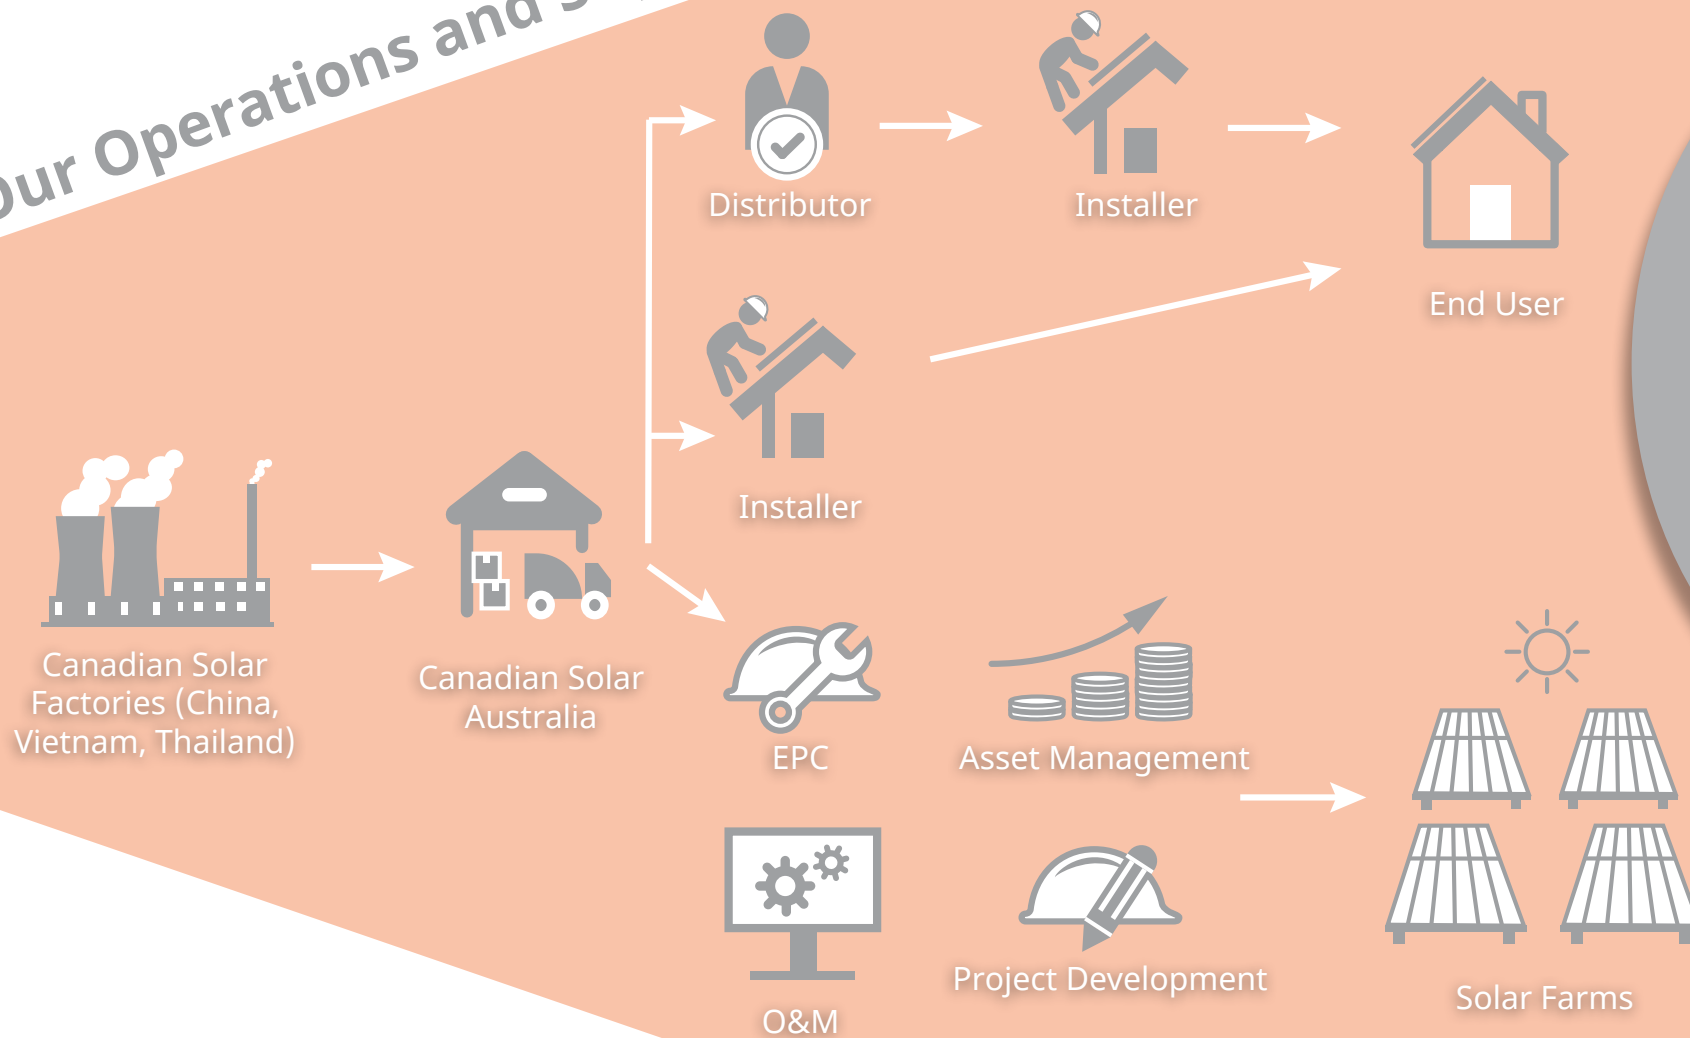 Our Operations and
Distributor
Installer
End User
Installer
Canadian Solar
Factories (China,
Vietnam, Thailand)
Canadian Solar
Australia
EPC
Asset Management
O&M
Project Development
Solar Farms